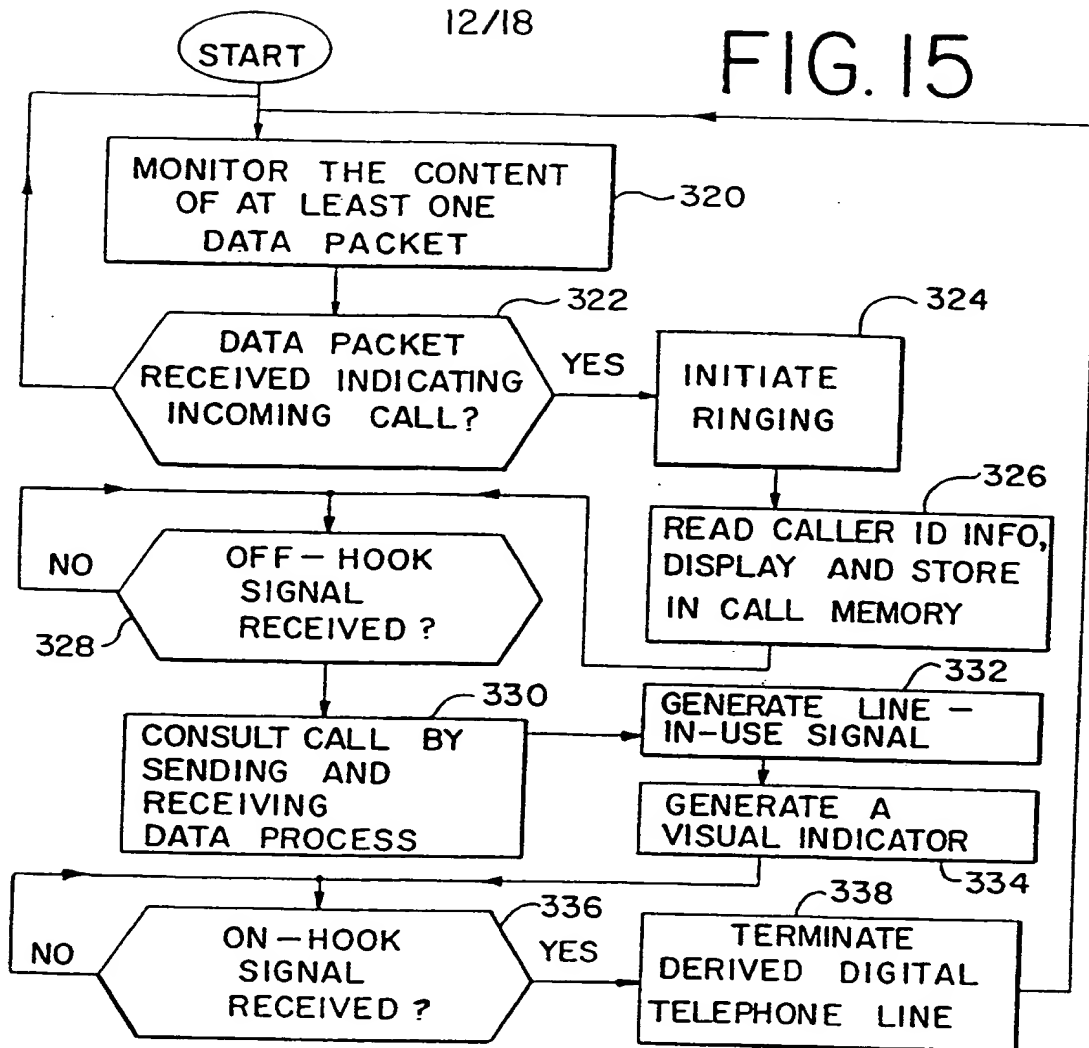 12/18
FIG. 15
START
MONITOR THE CONTENT
OF AT LEAST ONE
DATA PACKET
320
322
DATA PACKET
RECEIVED INDICATING
INCOMING CALL?
YES
324
INITIATE
RINGING
326
READ CALLER ID INFO,
DISPLAY AND STORE
IN CALL MEMORY
NO
OFF-HOOK
SIGNAL
RECEIVED?
328
330
CONSULT CALL BY
SENDING AND
RECEIVING
DATA PROCESS
332
GENERATE LINE-
IN-USE SIGNAL
GENERATE A
VISUAL INDICATOR
334
NO
ON-HOOK
SIGNAL
RECEIVED?
336
YES
338
TERMINATE
DERIVED DIGITAL
TELEPHONE LINE